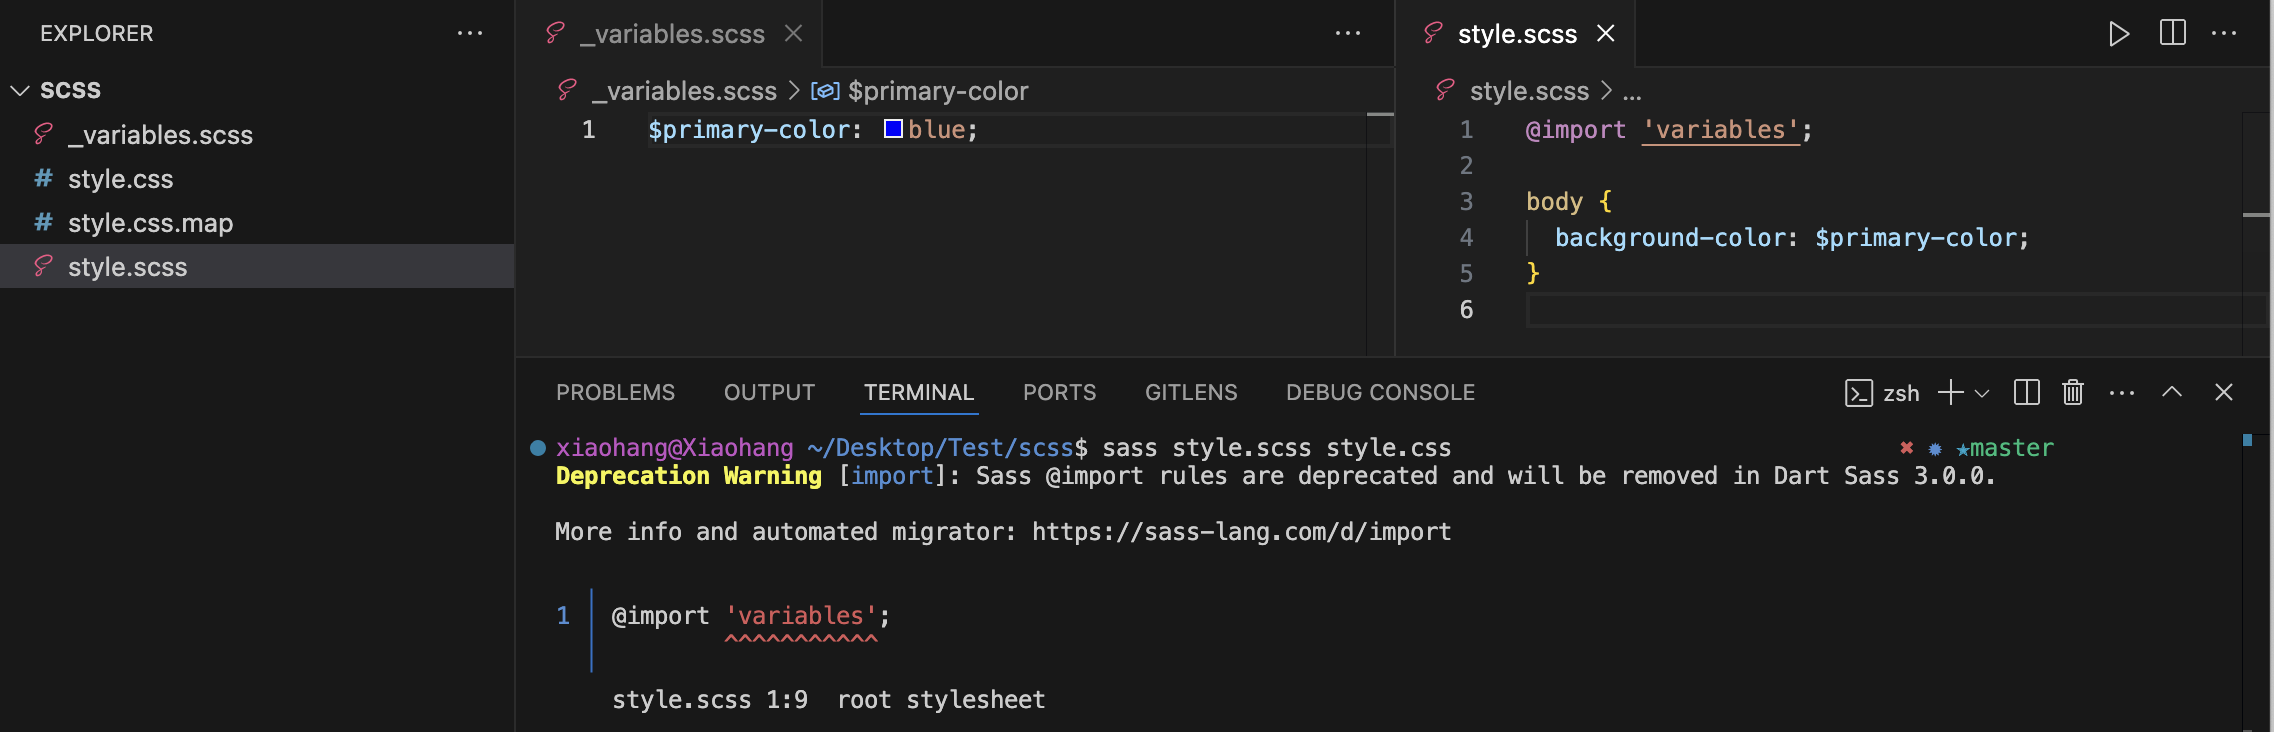 EXPLORER
scss
_variables.scss
style.css
style.css.map
style.scss
_variables.scss
_variables.scss > $primary-color
1 $primary-color: blue;
style.scss
style.scss > ...
1 @import 'variables';
2
3 body {
4 background-color: $primary-color;
5 }
6
PROBLEMS OUTPUT TERMINAL PORTS GITLENS DEBUG CONSOLE
zsh
xiaohang@Xiaohang ~/Desktop/Test/scss$ sass style.scss style.css ✖ ✹ ★master
Deprecation Warning [import]: Sass @import rules are deprecated and will be removed in Dart Sass 3.0.0.
More info and automated migrator: https://sass-lang.com/d/import
1 │ @import 'variables';
^^^^^^^^^^^
style.scss 1:9 root stylesheet